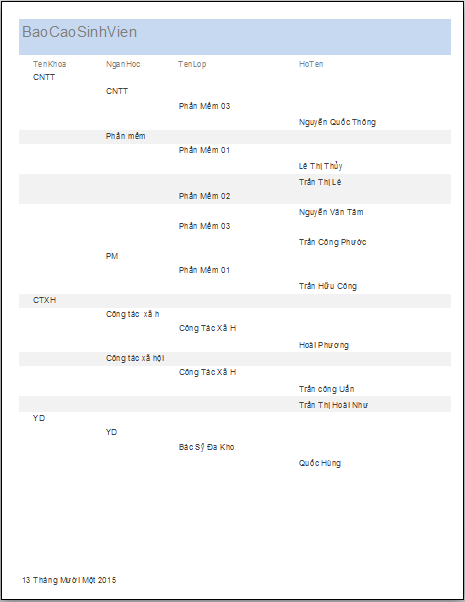 BaoCaoSinhVien
TenKhoa NganHoc TenLop HoTen
CNTT
CNTT
Phần Mềm 03
Nguyễn Quốc Thông
Phần mềm
Phần Mềm 01
Lê Thị Thủy
Trần Thị Lê
Phần Mềm 02
Nguyễn Văn Tâm
Phần Mềm 03
Trần Công Phước
PM
Phần Mềm 01
Trần Hữu Công
CTXH
Công tác xã h
Công Tác Xã H
Hoài Phương
Công tác xã hội
Công Tác Xã H
Trần công Uẩn
Trần Thị Hoài Như
YD
YD
Bác Sỹ Đa Kho
Quốc Hùng
13 Tháng Mười Một 2015